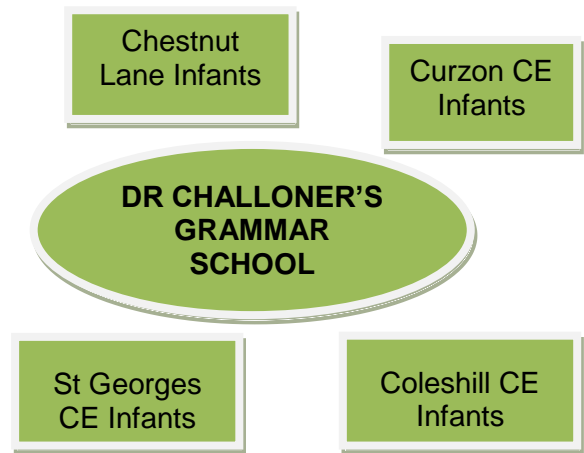 Chestnut
Lane Infants
Curzon CE
Infants
DR CHALLONER’S
GRAMMAR
SCHOOL
St Georges
CE Infants
Coleshill CE
Infants